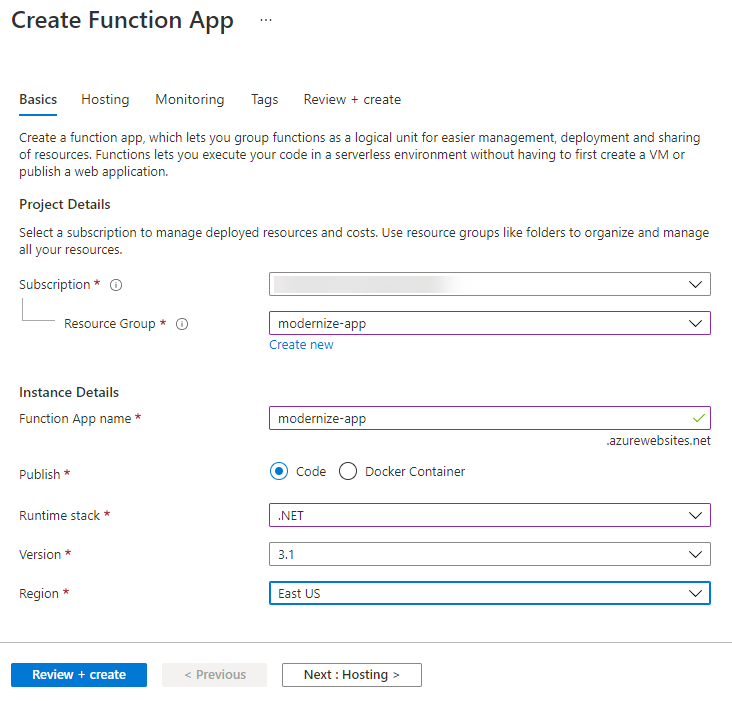 Create Function App ...
Basics Hosting Monitoring Tags Review + create
Create a function app, which lets you group functions as a logical unit for easier management, deployment and sharing
of resources. Functions lets you execute your code in a serverless environment without having to first create a VM or
publish a web application.
Project Details
Select a subscription to manage deployed resources and costs. Use resource groups like folders to organize and manage
all your resources.
Subscription *
Resource Group * modernize-app
Create new
Instance Details
Function App name * modernize-app
.azurewebsites.net
Publish * Code Docker Container
Runtime stack * .NET
Version * 3.1
Region * East US
Review + create < Previous Next : Hosting >